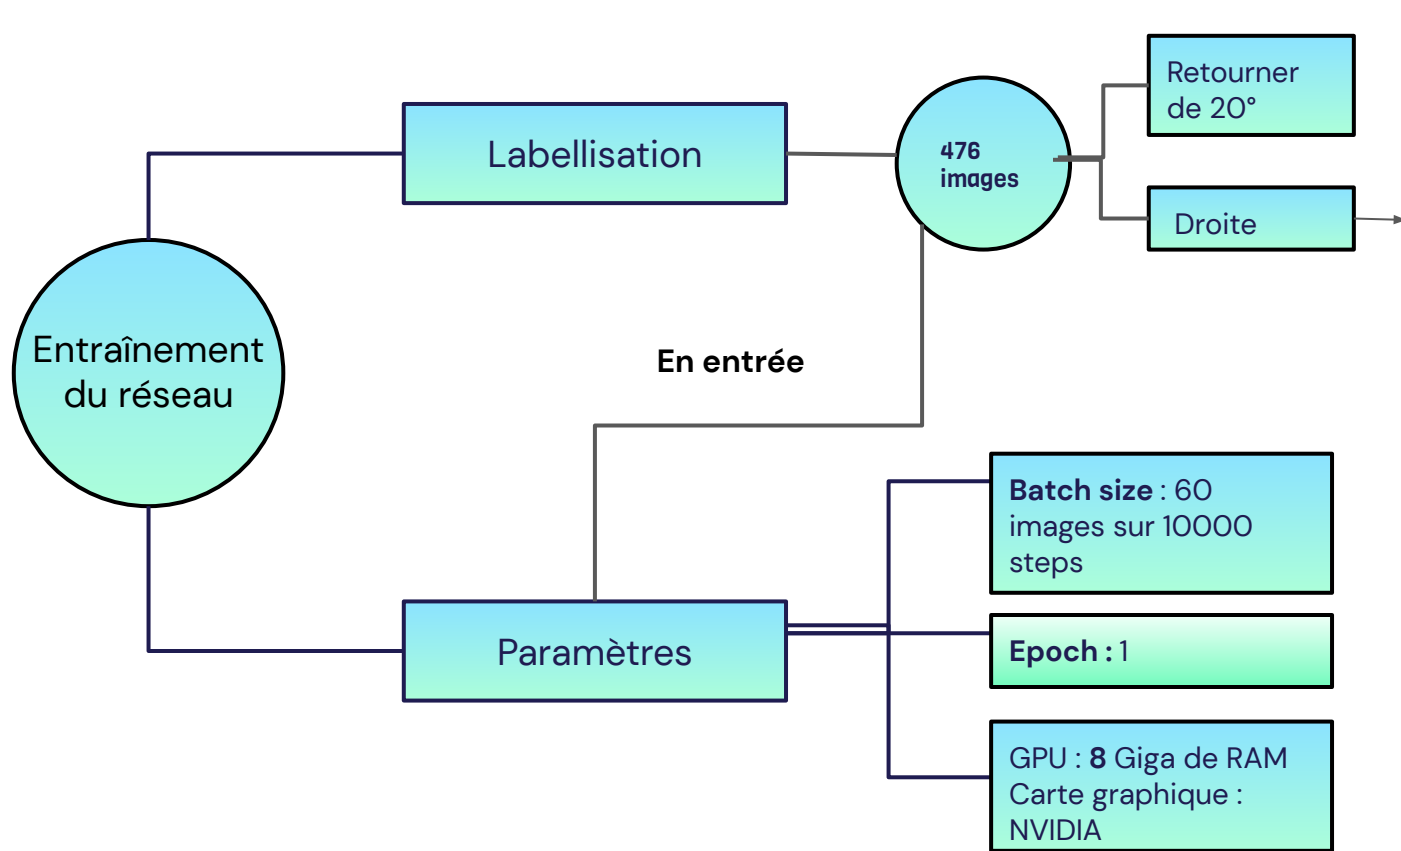 Retourner
de 20°
Labellisation
476
images
Droite
Entraînement
du réseau
En entrée
Batch size : 60
images sur 10000
steps
Paramètres
Epoch : 1
GPU : 8 Giga de RAM
Carte graphique :
NVIDIA